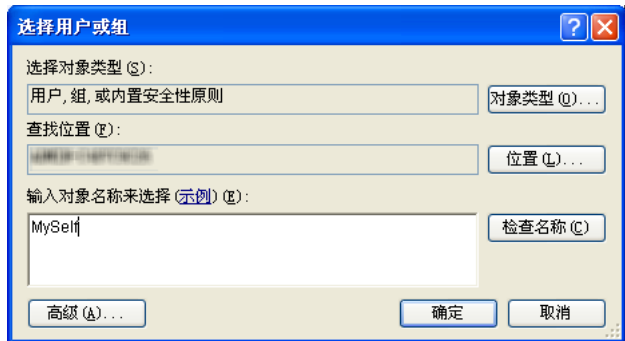 选择用户或组
选择对象类型(S):
用户,组,或内置安全性原则
对象类型(O)...
查找位置(F):
位置(L)...
输入对象名称来选择(示例)(E):
MySelf
检查名称(C)
高级(A)...
确定
取消